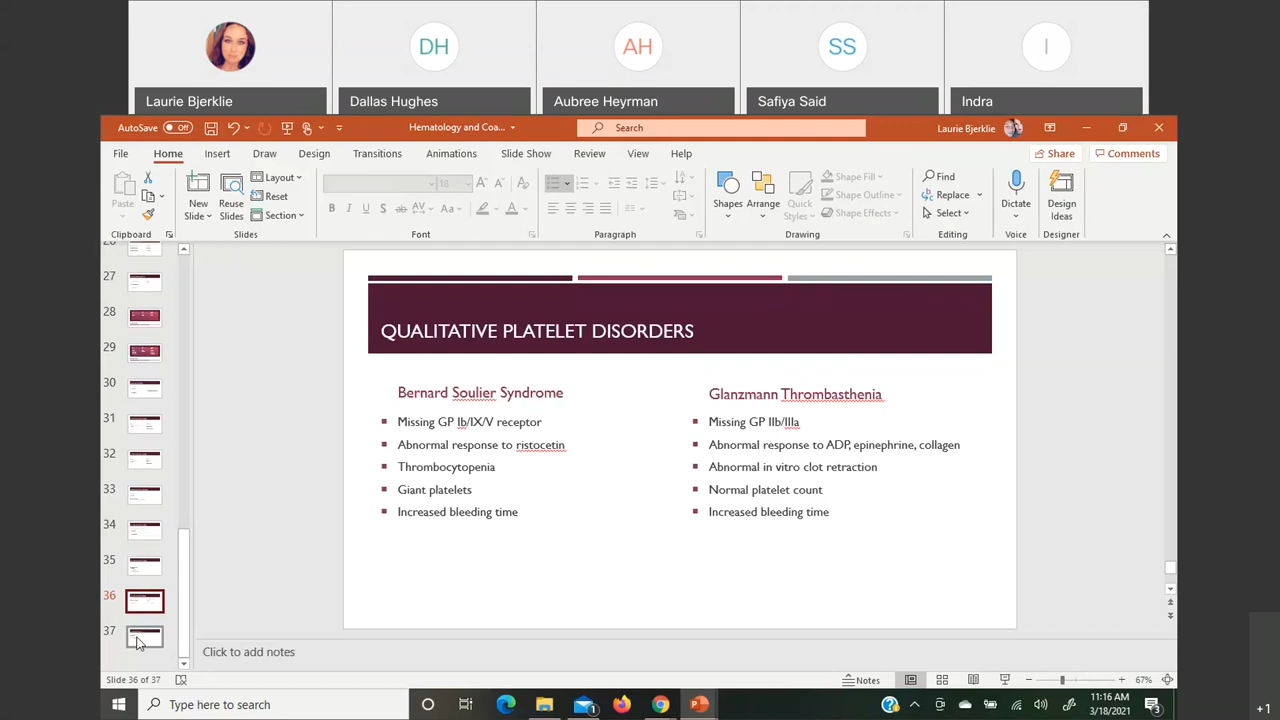 DH
AH
SS
I
Laurie Bjerklie
Dallas Hughes
Aubree Heyrman
Safiya Said
Indra
AutoSave Off
Hematology and Coa...
Search
Laurie Bjerklie
File Home Insert Draw Design Transitions Animations Slide Show Review View Help
Share
Comments
Paste
New Slides
Reuse Slides
Layout
Reset
Section
18
B I U S ab AV Aa A
Shapes
Arrange
Quick Styles
Shape Fill
Shape Outline
Shape Effects
Find
Replace
Select
Dictate
Design Ideas
Clipboard
Slides
Font
Paragraph
Drawing
Editing
Voice
Designer
27
28
29
30
31
32
33
34
35
36
37
QUALITATIVE PLATELET DISORDERS
Bernard Soulier Syndrome
Missing GP Ib/IX/V receptor
Abnormal response to ristocetin
Thrombocytopenia
Giant platelets
Increased bleeding time
Glanzmann Thrombasthenia
Missing GP IIb/IIIa
Abnormal response to ADP, epinephrine, collagen
Abnormal in vitro clot retraction
Normal platelet count
Increased bleeding time
Click to add notes
Slide 36 of 37
Notes
67%
Type here to search
11:16 AM
3/18/2021
+1